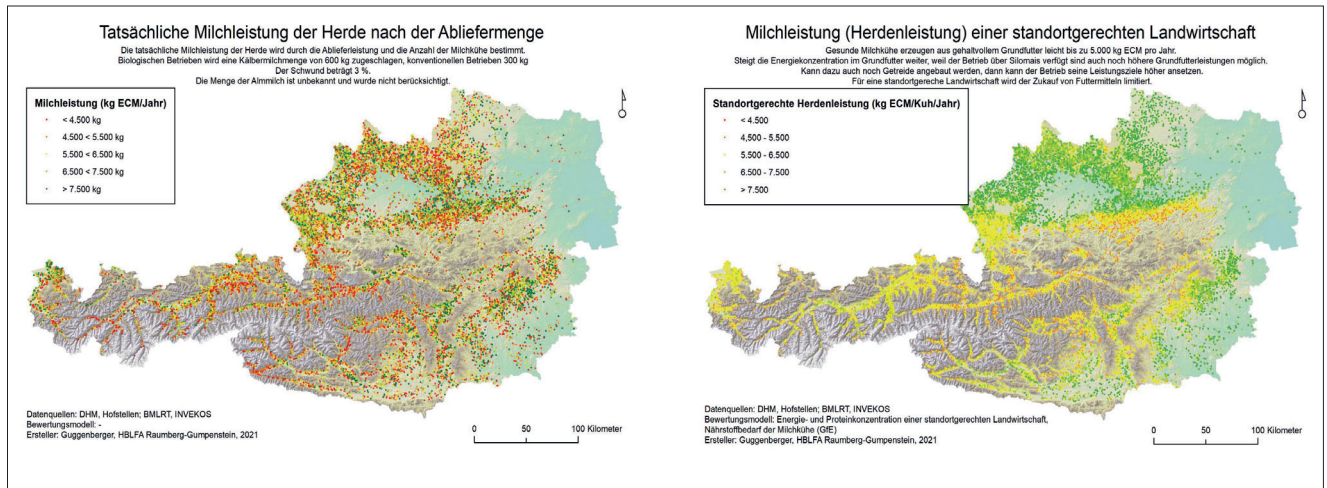 Tatsächliche Milchleistung der Herde nach der Abliefermenge
Die tatsächliche Milchleistung der Herde wird durch die Ablieferleistung und die Anzahl der Milchkühe bestimmt.
Biologischen Betrieben wird eine Kälbermilchmenge von 600 kg zugeschlagen, konventionellen Betrieben 300 kg
Der Schwund beträgt 3 %.
Die Menge der Almmilch ist unbekannt und wurde nicht berücksichtigt.
Milchleistung (kg ECM/Jahr)
< 4.500 kg
4.500 < 5.500 kg
5.500 < 6.500 kg
6.500 < 7.500 kg
> 7.500 kg
Datenquellen: DHM, Hofstellen; BMLRT, INVEKOS
Bewertungsmodell: -
Ersteller: Guggenberger, HBLFA Raumberg-Gumpenstein, 2021
0 50 100 Kilometer
Milchleistung (Herdenleistung) einer standortgerechten Landwirtschaft
Gesunde Milchkühe erzeugen aus gehaltvollem Grundfutter leicht bis zu 5.000 kg ECM pro Jahr.
Steigt die Energiekonzentration im Grundfutter weiter, weil der Betrieb über Silomais verfügt sind auch noch höhere Grundfutterleistungen möglich.
Kann dazu auch noch Getreide angebaut werden, dann kann der Betrieb seine Leistungsziele höher ansetzen.
Für eine standortgereche Landwirtschaft wird der Zukauf von Futtermitteln limitiert.
Standortgerechte Herdenleistung (kg ECM/Kuh/Jahr)
< 4.500
4,500 - 5.500
5.500 - 6.500
6.500 - 7.500
> 7.500
Datenquellen: DHM, Hofstellen; BMLRT, INVEKOS
Bewertungsmodell: Energie- und Proteinkonzentration einer standortgerechten Landwirtschaft,
Nährstoffbedarf der Milchkühe (GfE)
Ersteller: Guggenberger, HBLFA Raumberg-Gumpenstein, 2021
0 50 100 Kilometer